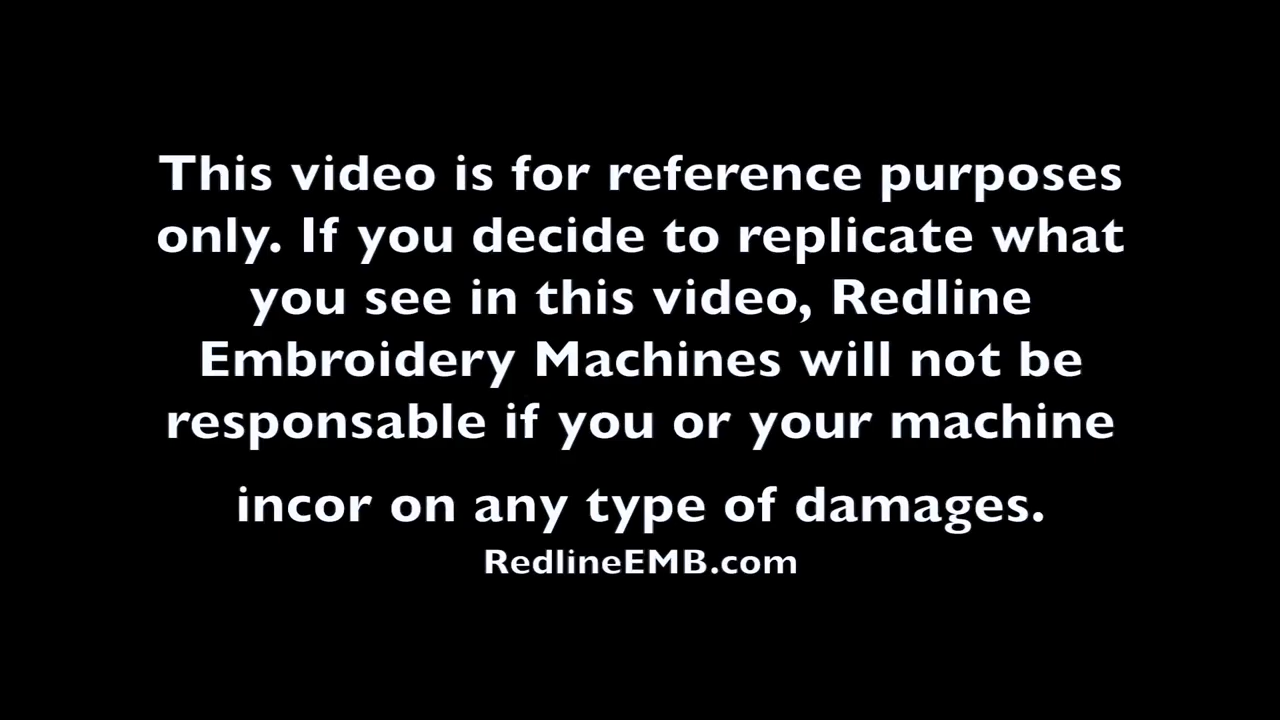 This video is for reference purposes
only. If you decide to replicate what
you see in this video, Redline
Embroidery Machines will not be
responsable if you or your machine
incor on any type of damages.
RedlineEMB.com